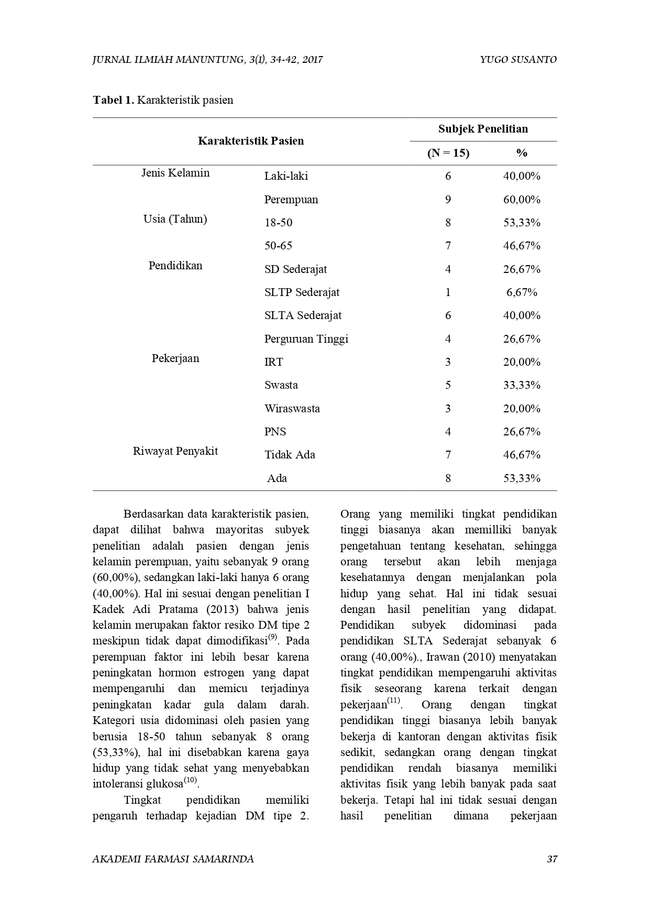 JURNAL ILMIAH MANUNTUNG, 3(1), 34-42, 2017 YUGO SUSANTO
Tabel 1. Karakteristik pasien
Karakteristik Pasien Subjek Penelitian
(N = 15) %
Jenis Kelamin Laki-laki 6 40,00%
Perempuan 9 60,00%
Usia (Tahun) 18-50 8 53,33%
50-65 7 46,67%
Pendidikan SD Sederajat 4 26,67%
SLTP Sederajat 1 6,67%
SLTA Sederajat 6 40,00%
Perguruan Tinggi 4 26,67%
Pekerjaan IRT 3 20,00%
Swasta 5 33,33%
Wiraswasta 3 20,00%
PNS 4 26,67%
Riwayat Penyakit Tidak Ada 7 46,67%
Ada 8 53,33%
Berdasarkan data karakteristik pasien,
dapat dilihat bahwa mayoritas subyek
penelitian adalah pasien dengan jenis
kelamin perempuan, yaitu sebanyak 9 orang
(60,00%), sedangkan laki-laki hanya 6 orang
(40,00%). Hal ini sesuai dengan penelitian I
Kadek Adi Pratama (2013) bahwa jenis
kelamin merupakan faktor resiko DM tipe 2
meskipun tidak dapat dimodifikasi(9). Pada
perempuan faktor ini lebih besar karena
peningkatan hormon estrogen yang dapat
mempengaruhi dan memicu terjadinya
peningkatan kadar gula dalam darah.
Kategori usia didominasi oleh pasien yang
berusia 18-50 tahun sebanyak 8 orang
(53,33%), hal ini disebabkan karena gaya
hidup yang tidak sehat yang menyebabkan
intoleransi glukosa(10).
Tingkat pendidikan memiliki
pengaruh terhadap kejadian DM tipe 2.
Orang yang memiliki tingkat pendidikan
tinggi biasanya akan memilliki banyak
pengetahuan tentang kesehatan, sehingga
orang tersebut akan lebih menjaga
kesehatannya dengan menjalankan pola
hidup yang sehat. Hal ini tidak sesuai
dengan hasil penelitian yang didapat.
Pendidikan subyek didominasi pada
pendidikan SLTA Sederajat sebanyak 6
orang (40,00%)., Irawan (2010) menyatakan
tingkat pendidikan mempengaruhi aktivitas
fisik seseorang karena terkait dengan
pekerjaan(11). Orang dengan tingkat
pendidikan tinggi biasanya lebih banyak
bekerja di kantoran dengan aktivitas fisik
sedikit, sedangkan orang dengan tingkat
pendidikan rendah biasanya memiliki
aktivitas fisik yang lebih banyak pada saat
bekerja. Tetapi hal ini tidak sesuai dengan
hasil penelitian dimana pekerjaan
AKADEMI FARMASI SAMARINDA 37